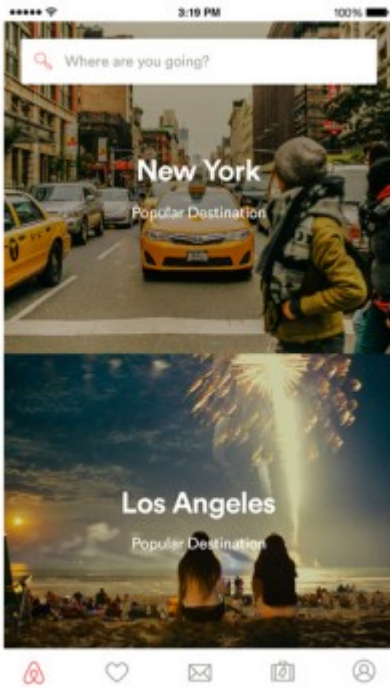 3:19 PM
100%
Where are you going?
New York
Popular Destination
Los Angeles
Popular Destination